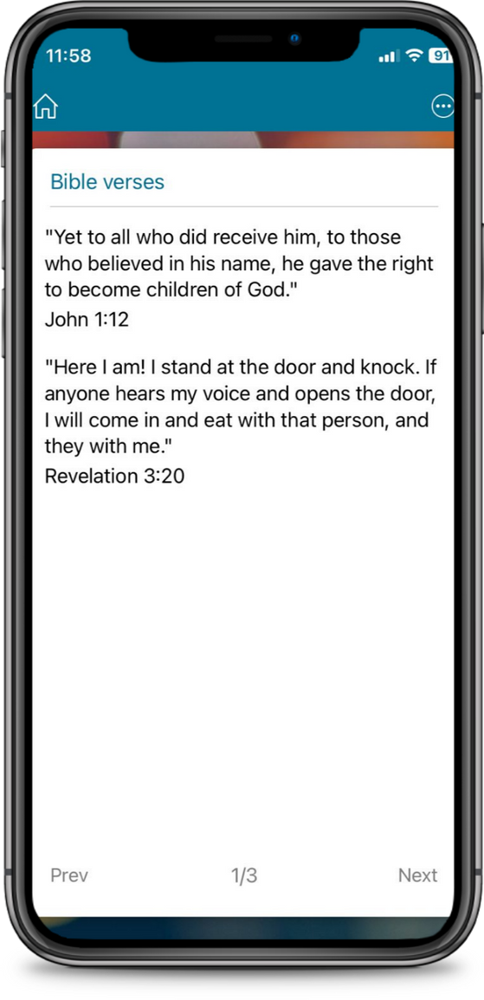 11:58
91
Bible verses
"Yet to all who did receive him, to those
who believed in his name, he gave the right
to become children of God."
John 1:12
"Here I am! I stand at the door and knock. If
anyone hears my voice and opens the door,
I will come in and eat with that person, and
they with me."
Revelation 3:20
Prev 1/3 Next